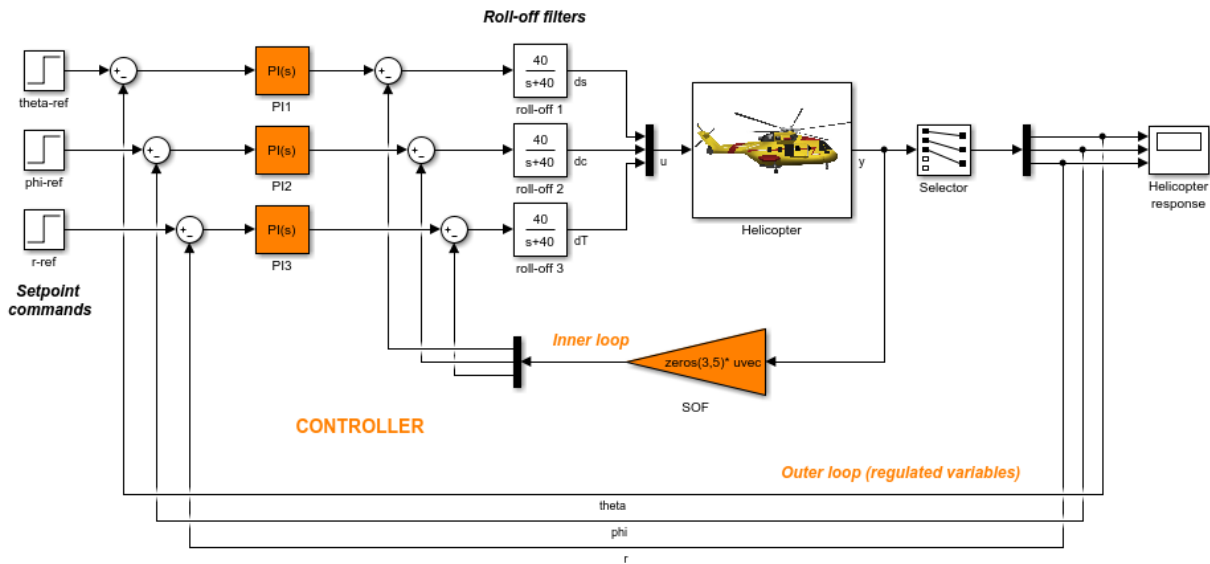 Roll-off filters
+
−
PI(s)
PI1
+
−
40
s+40
ds
roll-off 1
theta-ref
+
−
PI(s)
PI2
+
−
40
s+40
dc
roll-off 2
phi-ref
+
−
PI(s)
PI3
+
−
40
s+40
dT
roll-off 3
r-ref
u
Helicopter
y
Selector
Helicopter
response
Setpoint
commands
Inner loop
zeros(3,5)* uvec
SOF
CONTROLLER
Outer loop (regulated variables)
theta
phi
r